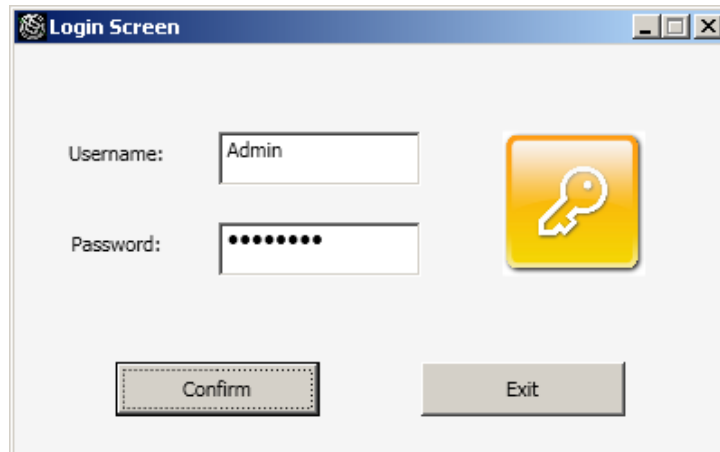 Login Screen
Username: Admin
Password: ••••••••
Confirm Exit